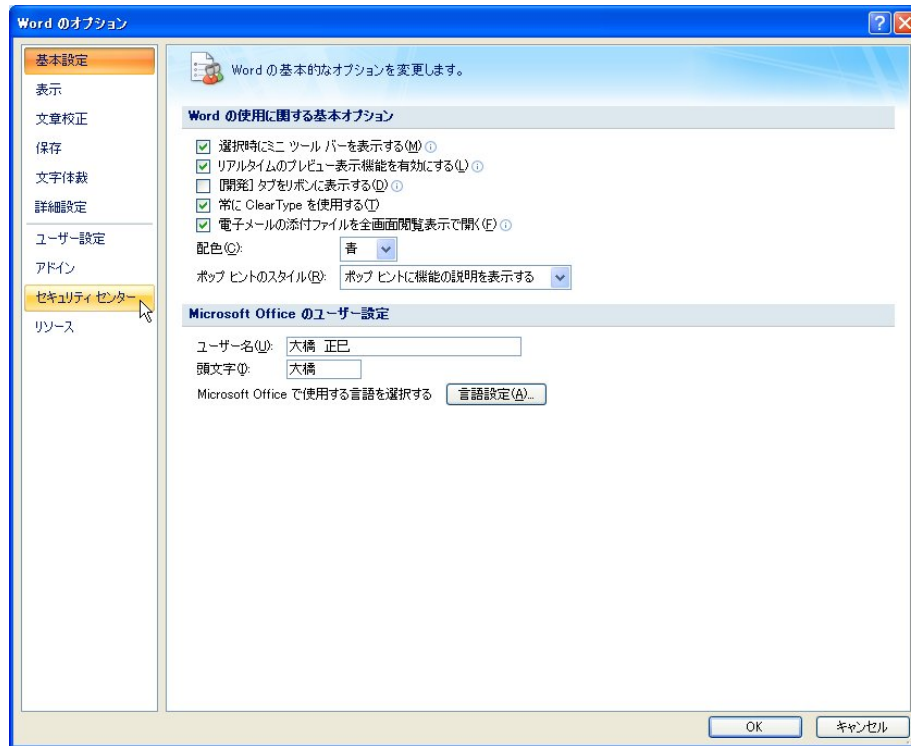 Word のオプション
基本設定
表示
文章校正
保存
文字体裁
詳細設定
ユーザー設定
アドイン
セキュリティ センター
リソース
Word の基本的なオプションを変更します。
Word の使用に関する基本オプション
選択時にミニ ツール バーを表示する(M)
リアルタイムのプレビュー表示機能を有効にする(L)
[開発] タブをリボンに表示する(D)
常に ClearType を使用する(T)
電子メールの添付ファイルを全画面閲覧表示で開く(F)
配色(C): 青
ポップ ヒントのスタイル(R): ポップ ヒントに機能の説明を表示する
Microsoft Office のユーザー設定
ユーザー名(U): 大橋 正巳
頭文字(I): 大橋
Microsoft Office で使用する言語を選択する 言語設定(A)...
OK キャンセル